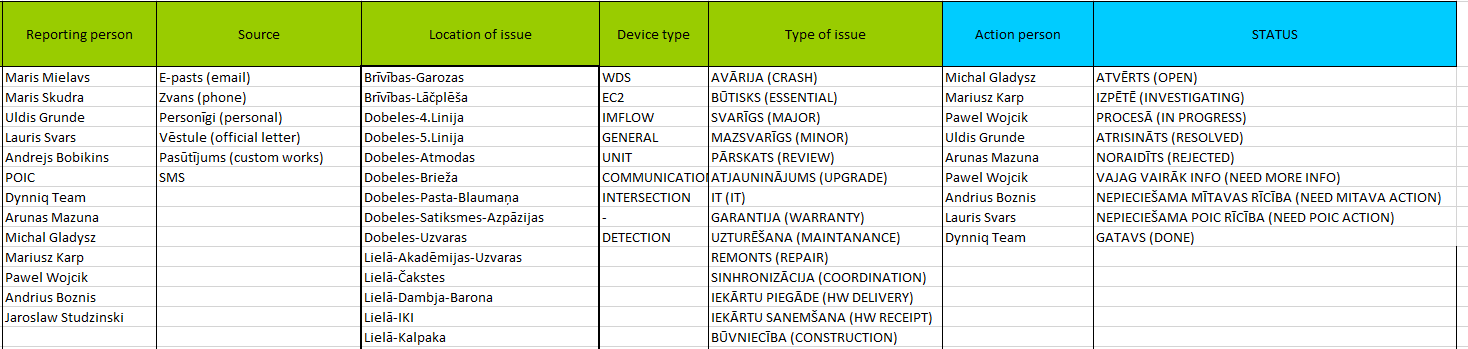 Reporting person Source Location of issue Device type Type of issue Action person STATUS
Maris Mielavs E-pasts (email) Brīvības-Garozas WDS AVĀRIJA (CRASH) Michal Gladysz ATVĒRTS (OPEN)
Maris Skudra Zvans (phone) Brīvības-Lāčplēša EC2 BŪTISKS (ESSENTIAL) Mariusz Karp IZPĒTĒ (INVESTIGATING)
Uldis Grunde Personīgi (personal) Dobeles-4.Linija IMFLOW SVARĪGS (MAJOR) Pawel Wojcik PROCESĀ (IN PROGRESS)
Lauris Svars Vēstule (official letter) Dobeles-5.Linija GENERAL MAZSVARĪGS (MINOR) Uldis Grunde ATRISINĀTS (RESOLVED)
Andrejs Bobikins Pasūtījums (custom works) Dobeles-Atmodas UNIT PĀRSKATS (REVIEW) Arunas Mazuna NORAIDĪTS (REJECTED)
POIC SMS Dobeles-Brieža COMMUNICATION ATJAUNINĀJUMS (UPGRADE) Pawel Wojcik VAJAG VAIRĀK INFO (NEED MORE INFO)
Dynniq Team Dobeles-Pasta-Blaumaņa INTERSECTION IT (IT) Andrius Boznis NEPIECIEŠAMA MĪTAVAS RĪCĪBA (NEED MITAVA ACTION)
Arunas Mazuna Dobeles-Satiksmes-Azpāzijas - GARANTIJA (WARRANTY) Lauris Svars NEPIECIEŠAMA POIC RĪCĪBA (NEED POIC ACTION)
Michal Gladysz Dobeles-Uzvaras DETECTION UZTURĒŠANA (MAINTANANCE) Dynniq Team GATAVS (DONE)
Mariusz Karp Lielā-Akadēmijas-Uzvaras REMONTS (REPAIR)
Pawel Wojcik Lielā-Čakstes SINHRONIZĀCIJA (COORDINATION)
Andrius Boznis Lielā-Dambja-Barona IEKĀRTU PIEGĀDE (HW DELIVERY)
Jaroslaw Studzinski Lielā-IKI IEKĀRTU SANEMŠANA (HW RECEIPT)
Lielā-Kalpaka BŪVNIECĪBA (CONSTRUCTION)